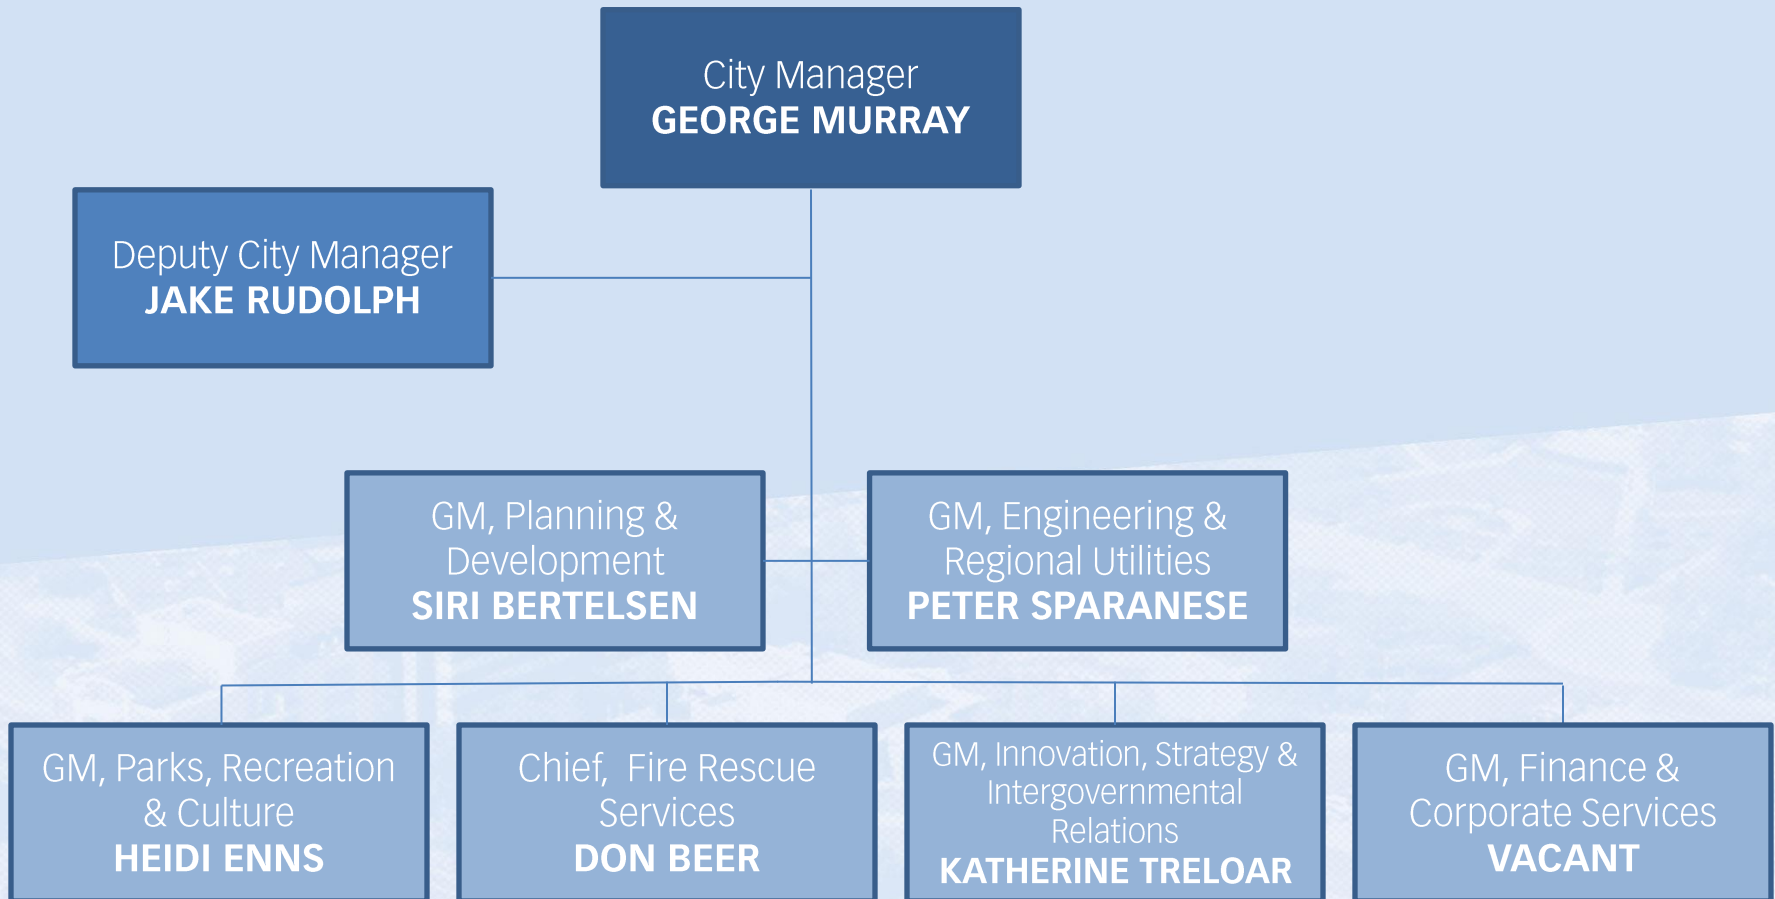 City Manager
GEORGE MURRAY
Deputy City Manager
JAKE RUDOLPH
GM, Planning &
Development
SIRI BERTELSEN
GM, Engineering &
Regional Utilities
PETER SPARANESE
GM, Parks, Recreation
& Culture
HEIDI ENNS
Chief, Fire Rescue
Services
DON BEER
GM, Innovation, Strategy &
Intergovernmental
Relations
KATHERINE TRELOAR
GM, Finance &
Corporate Services
VACANT